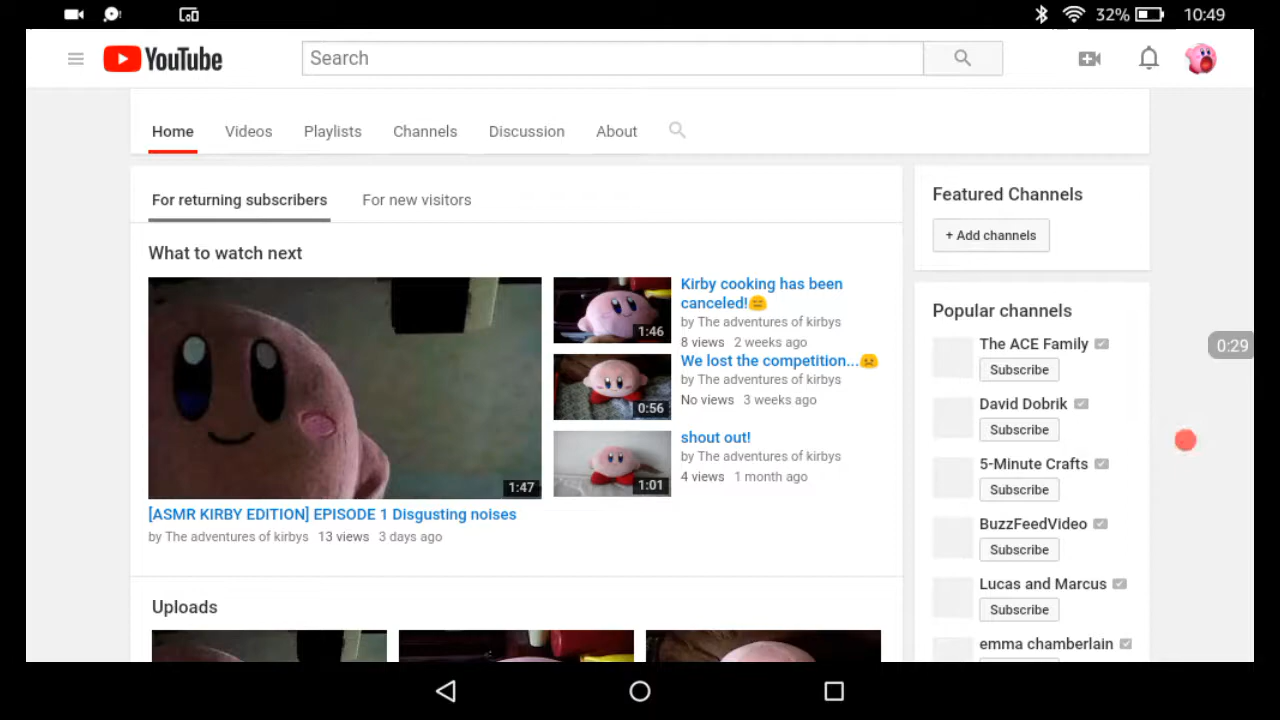 32% 10:49
YouTube Search
Home Videos Playlists Channels Discussion About
For returning subscribers For new visitors
What to watch next
1:47
[ASMR KIRBY EDITION] EPISODE 1 Disgusting noises
by The adventures of kirbys 13 views 3 days ago
1:46
Kirby cooking has been
canceled!😑
by The adventures of kirbys
8 views 2 weeks ago
0:56
We lost the competition...☹️
by The adventures of kirbys
No views 3 weeks ago
1:01
shout out!
by The adventures of kirbys
4 views 1 month ago
Uploads
Featured Channels
+ Add channels
Popular channels
The ACE Family
Subscribe
David Dobrik
Subscribe
5-Minute Crafts
Subscribe
BuzzFeedVideo
Subscribe
Lucas and Marcus
Subscribe
emma chamberlain
0:29